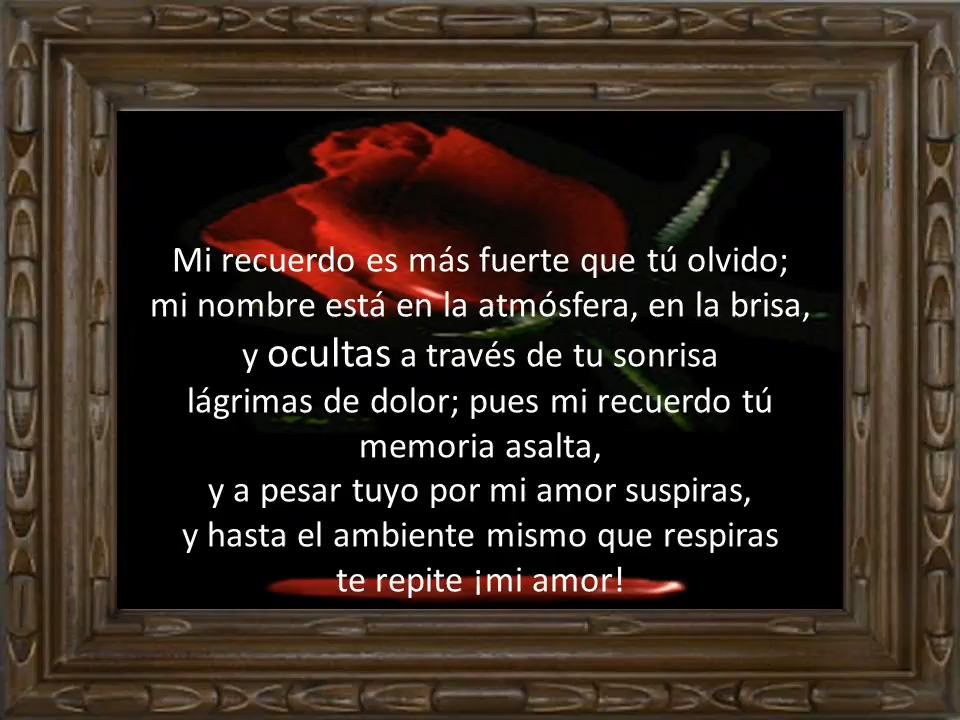 Mi recuerdo es más fuerte que tú olvido;
mi nombre está en la atmósfera, en la brisa,
y ocultas a través de tu sonrisa
lágrimas de dolor; pues mi recuerdo tú
memoria asalta,
y a pesar tuyo por mi amor suspiras,
y hasta el ambiente mismo que respiras
te repite ¡mi amor!